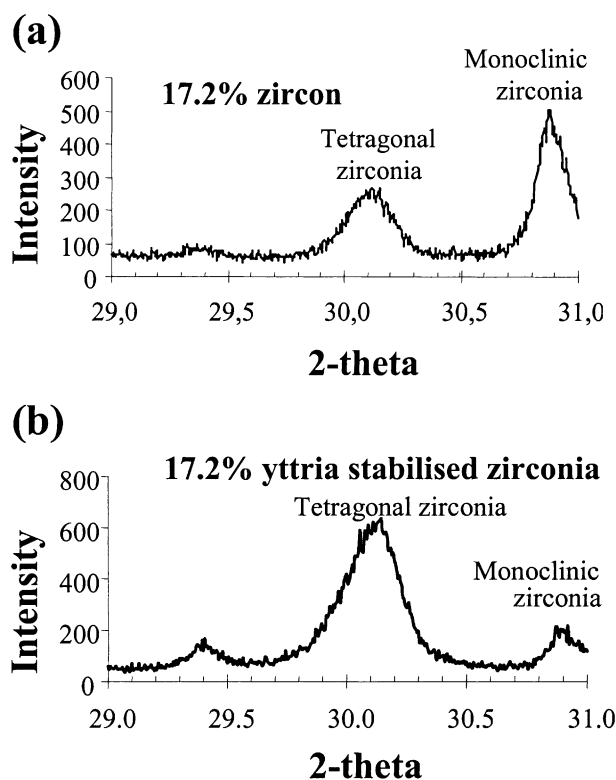 (a)
17.2% zircon
Monoclinic
zirconia
Tetragonal
zirconia
Intensity
600
500
400
300
200
100
0
29,0 29,5 30,0 30,5 31,0
2-theta
(b)
17.2% yttria stabilised zirconia
Tetragonal zirconia
Monoclinic
zirconia
Intensity
800
600
400
200
0
29.0 29.5 30.0 30.5 31.0
2-theta